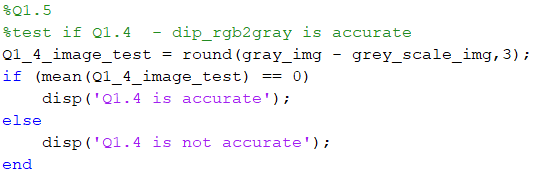 %Q1.5
%test if Q1.4  - dip_rgb2gray is accurate
Q1_4_image_test = round(gray_img - grey_scale_img,3);
if (mean(Q1_4_image_test) == 0)
    disp('Q1.4 is accurate');
else
    disp('Q1.4 is not accurate');
end